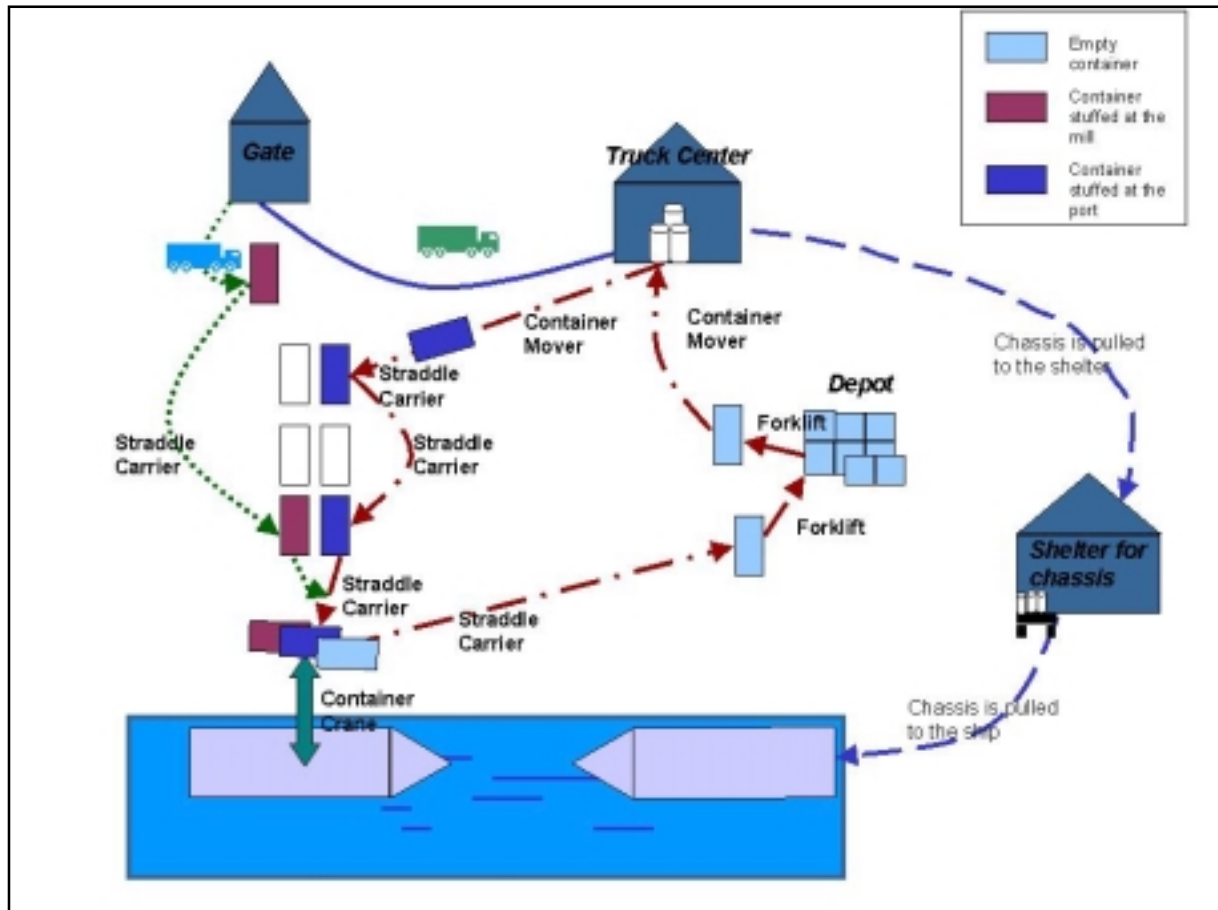 Empty
container
Container
stuffed at the
mill
Container
stuffed at the
port
Gate
Truck Center
Container
Mover
Container
Mover
Chassis is pulled
to the shelter
Straddle
Carrier
Depot
Forklift
Straddle
Carrier
Straddle
Carrier
Forklift
Shelter for
chassis
Straddle
Carrier
Straddle
Carrier
Container
Crane
Chassis is pulled
to the ship